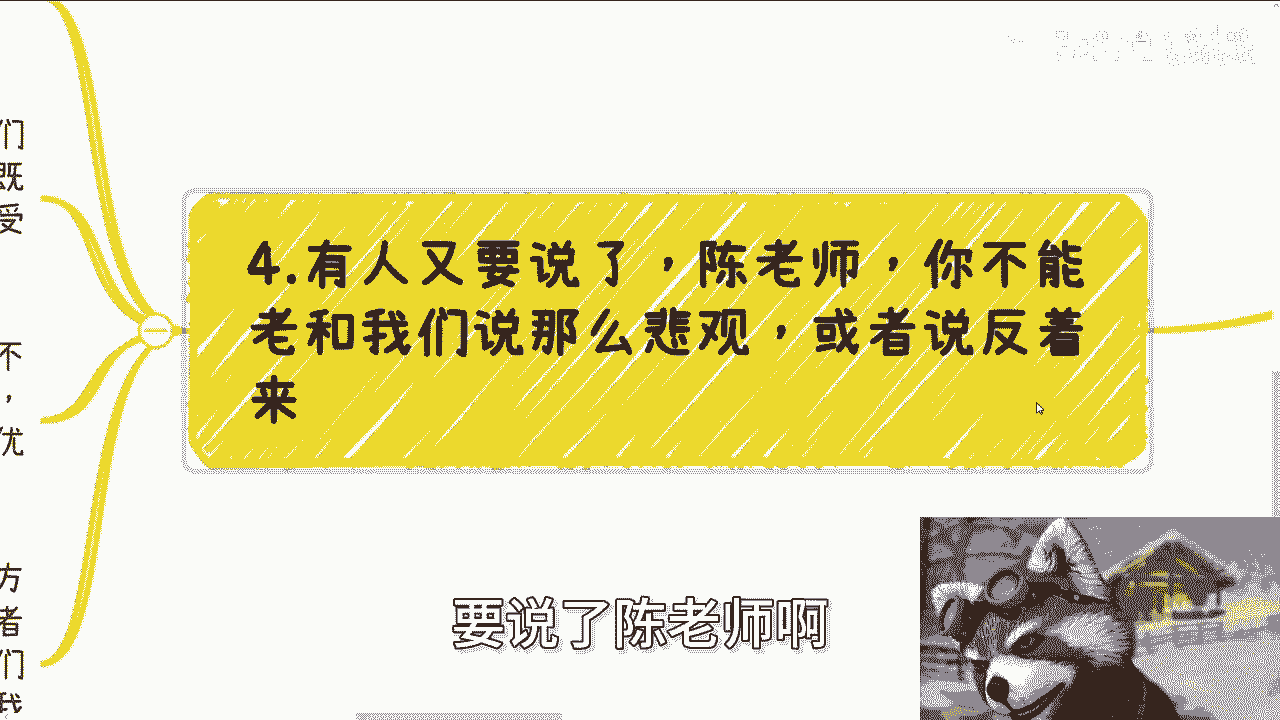 们
既
受
不
，
优
方
者
们
我
4.有人又要说了，陈老师，你不能
老和我们说那么悲观，或者说反着
来
要说了陈老师啊